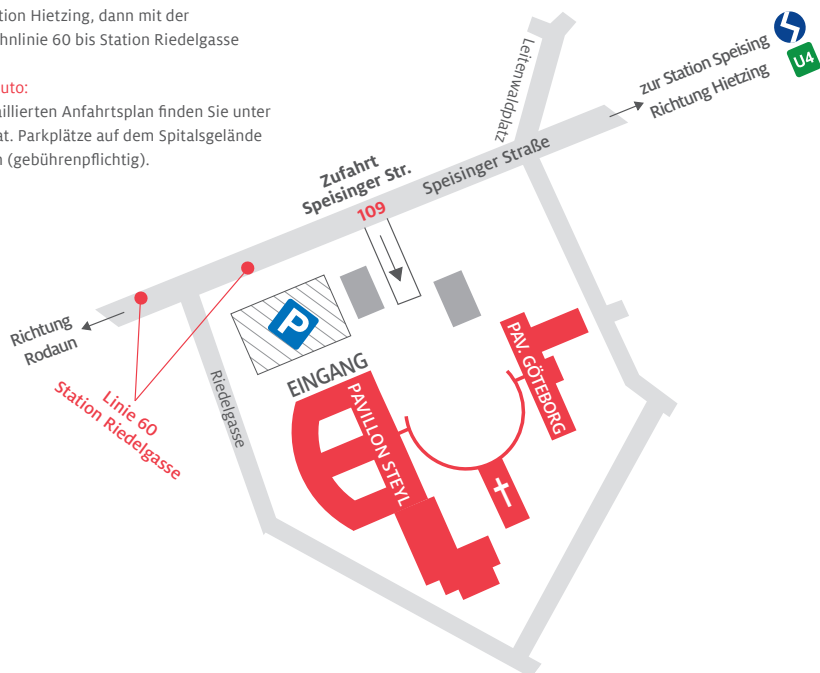 tion Hietzing, dann mit der
hnlinie 60 bis Station Riedelgasse
uto:
aillierten Anfahrtsplan finden Sie unter
at. Parkplätze auf dem Spitalsgelände
n (gebührenpflichtig).
Leitenwaldplatz
zur Station Speising
Richtung Hietzing
U4
Zufahrt
Speisinger Str.
109
Speisinger Straße
Richtung
Rodaun
Linie 60
Station Riedelgasse
Riedelgasse
P
EINGANG
PAVILLON STEYL
PAV. GÖTEBORG